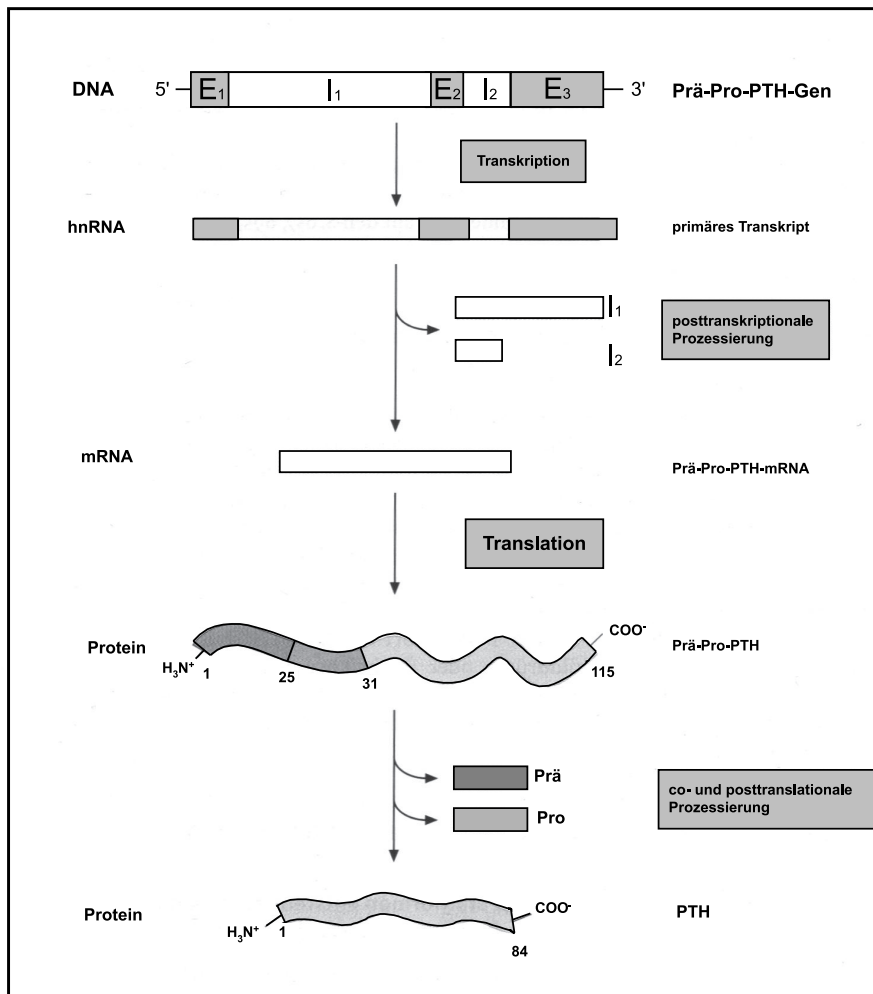 DNA 5' E1 I1 E2 I2 E3 3' Prä-Pro-PTH-Gen
Transkription
hnRNA primäres Transkript
I1
posttranskriptionale
Prozessierung
I2
mRNA Prä-Pro-PTH-mRNA
Translation
Protein H3N+ 1 25 31 115 COO- Prä-Pro-PTH
Prä
Pro
co- und posttranslationale
Prozessierung
Protein H3N+ 1 84 COO- PTH